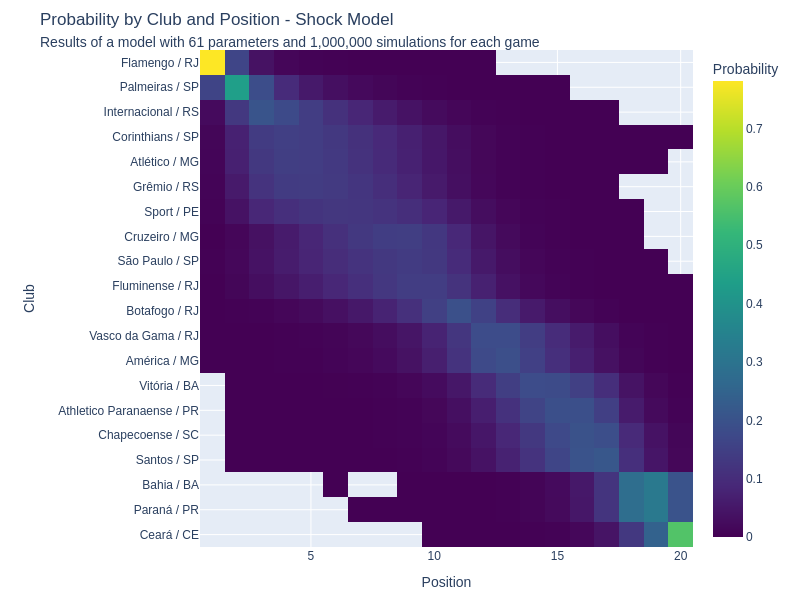 Probability by Club and Position - Shock Model
Results of a model with 61 parameters and 1,000,000 simulations for each game
Probability
Flamengo / RJ
Palmeiras / SP
Internacional / RS
Corinthians / SP
Atlético / MG
Grêmio / RS
Sport / PE
Cruzeiro / MG
São Paulo / SP
Fluminense / RJ
Botafogo / RJ
Vasco da Gama / RJ
América / MG
Vitória / BA
Athletico Paranaense / PR
Chapecoense / SC
Santos / SP
Bahia / BA
Paraná / PR
Ceará / CE
Club
5
10
15
20
Position
0.7
0.6
0.5
0.4
0.3
0.2
0.1
0